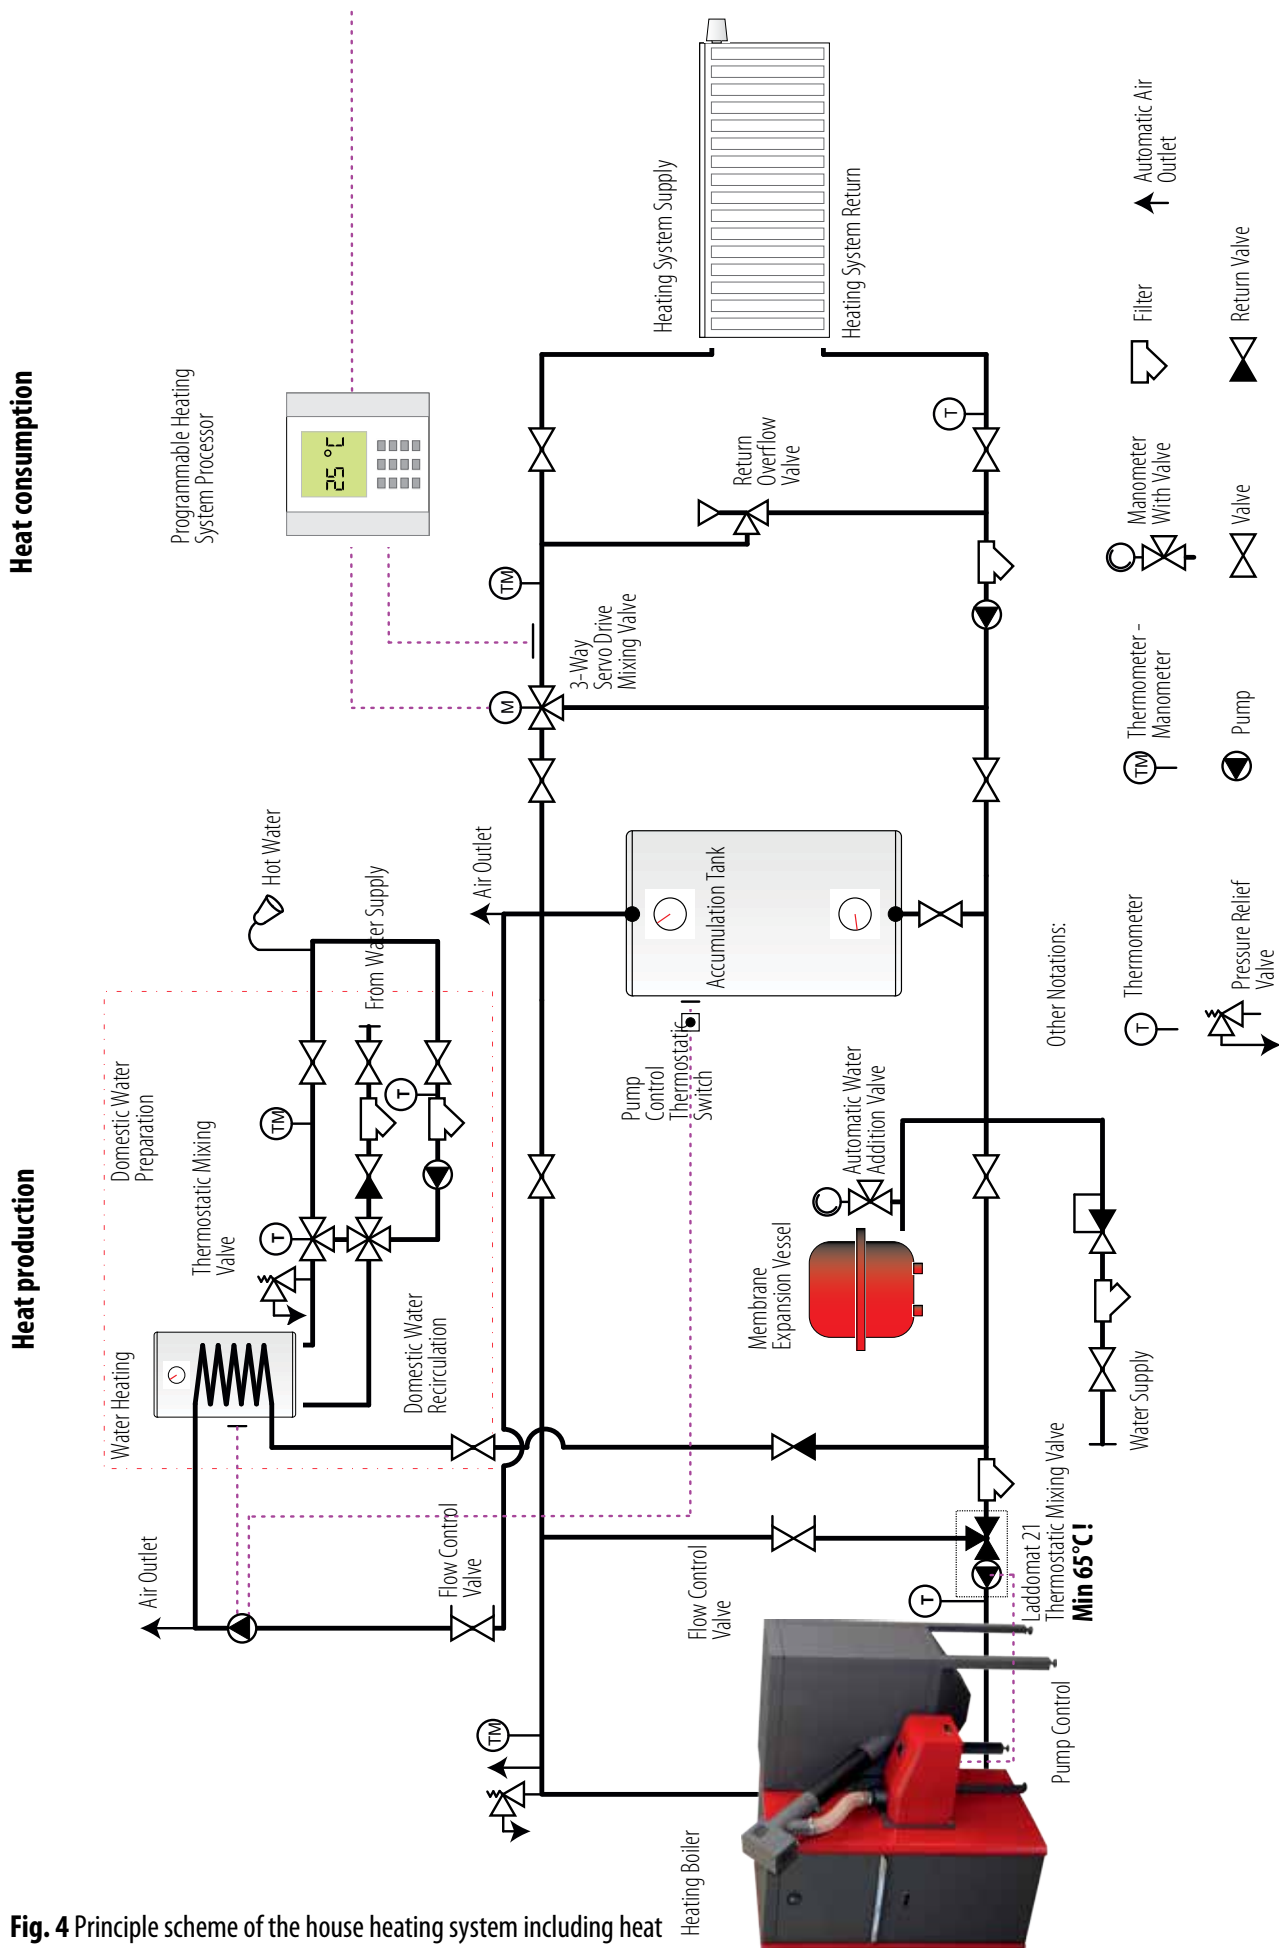 Heat production
Heat consumption
Water Heating
Domestic Water
Preparation
Thermostatic Mixing
Valve
T
TM
T
Domestic Water
Recirculation
From Water Supply
Hot Water
Air Outlet
Air Outlet
Programmable Heating
System Processor
25 °C
M
TM
3-Way
Servo Drive
Mixing Valve
Return
Overflow
Valve
Heating System Supply
Heating System Return
T
Flow Control
Valve
Flow Control
Valve
Pump
Control
Thermostatic
Switch
Accumulation Tank
Membrane
Expansion Vessel
Automatic Water
Addition Valve
Water Supply
Laddomat 21
Thermostatic Mixing Valve
Min 65°C !
T
TM
Pump Control
Heating Boiler
Other Notations:
T
Thermometer
TM
Thermometer -
Manometer
Manometer
With Valve
Filter
Automatic Air
Outlet
Pressure Relief
Valve
Pump
Valve
Return Valve
Fig. 4 Principle scheme of the house heating system including heat